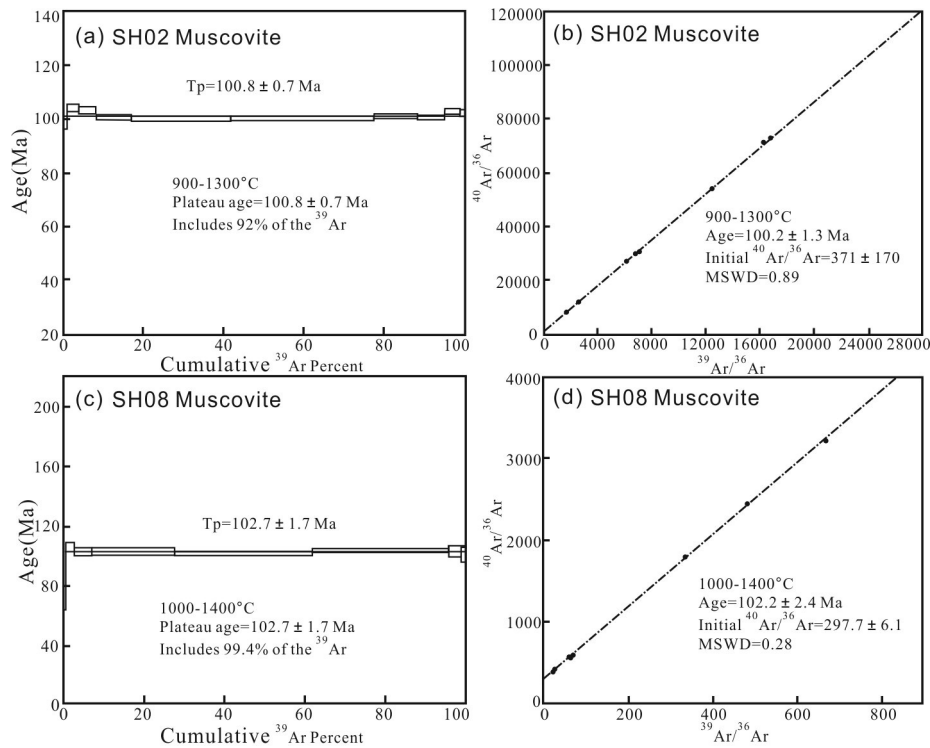 (a) SH02 Muscovite
Tp=100.8 ± 0.7 Ma
900-1300°C
Plateau age=100.8 ± 0.7 Ma
Includes 92% of the ³⁹Ar
Age(Ma)
140
120
100
80
60
40
20
0 20 40 60 80 100
Cumulative ³⁹Ar Percent
(b) SH02 Muscovite
900-1300°C
Age=100.2 ± 1.3 Ma
Initial ⁴⁰Ar/³⁶Ar=371 ± 170
MSWD=0.89
⁴⁰Ar/³⁶Ar
120000
100000
80000
60000
40000
20000
0
0 4000 8000 12000 16000 20000 24000 28000
³⁹Ar/³⁶Ar
(c) SH08 Muscovite
Tp=102.7 ± 1.7 Ma
1000-1400°C
Plateau age=102.7 ± 1.7 Ma
Includes 99.4% of the ³⁹Ar
Age(Ma)
200
160
120
80
40
0
0 20 40 60 80 100
Cumulative ³⁹Ar Percent
(d) SH08 Muscovite
1000-1400°C
Age=102.2 ± 2.4 Ma
Initial ⁴⁰Ar/³⁶Ar=297.7 ± 6.1
MSWD=0.28
⁴⁰Ar/³⁶Ar
4000
3000
2000
1000
0
0 200 400 600 800
³⁹Ar/³⁶Ar